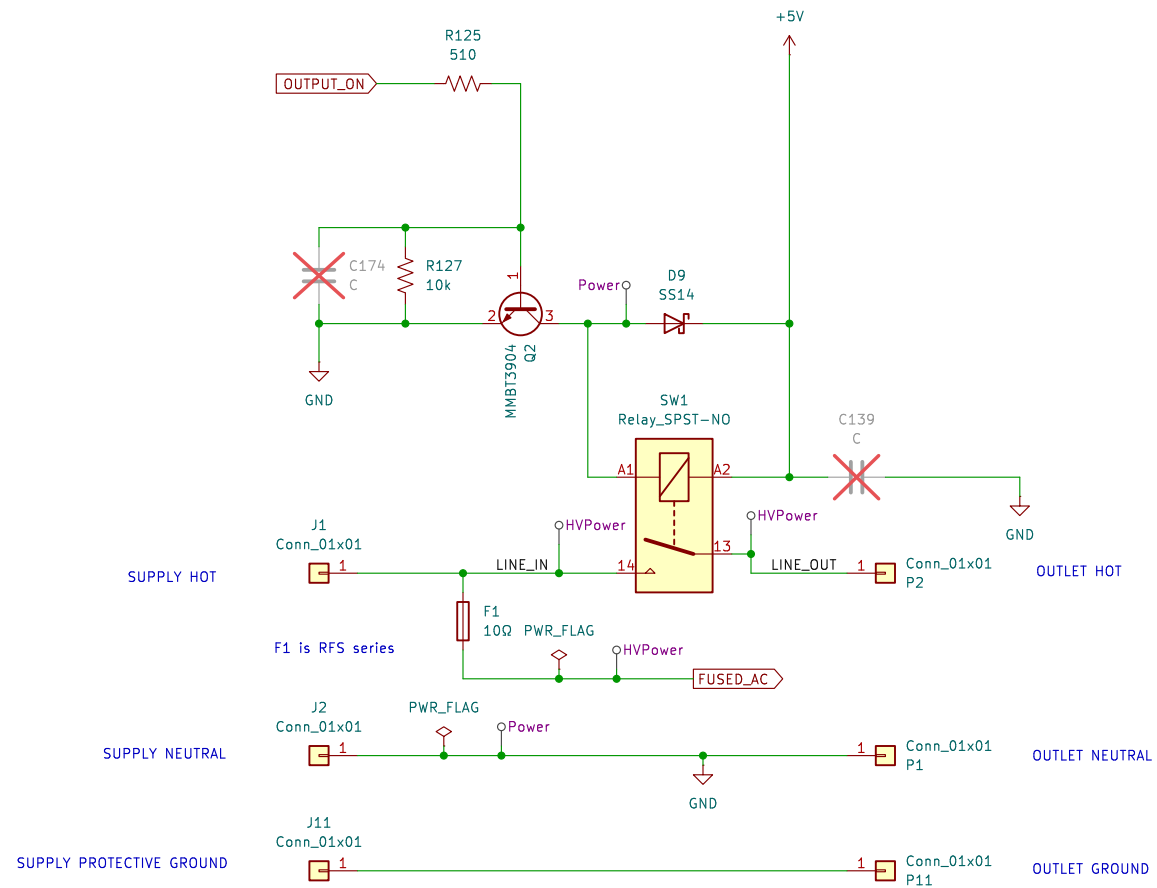 +5V
R125
510
OUTPUT_ON
C174
C
R127
10k
1
2
3
MMBT3904
Q2
GND
Power
D9
SS14
SW1
Relay_SPST-NO
A1
A2
C139
C
GND
J1
Conn_01x01
1
SUPPLY HOT
LINE_IN
HVPower
14
13
HVPower
LINE_OUT
1
Conn_01x01
P2
OUTLET HOT
F1
10Ω
F1 is RFS series
PWR_FLAG
HVPower
FUSED_AC
J2
Conn_01x01
1
SUPPLY NEUTRAL
PWR_FLAG
Power
GND
1
Conn_01x01
P1
OUTLET NEUTRAL
J11
Conn_01x01
1
SUPPLY PROTECTIVE GROUND
1
Conn_01x01
P11
OUTLET GROUND